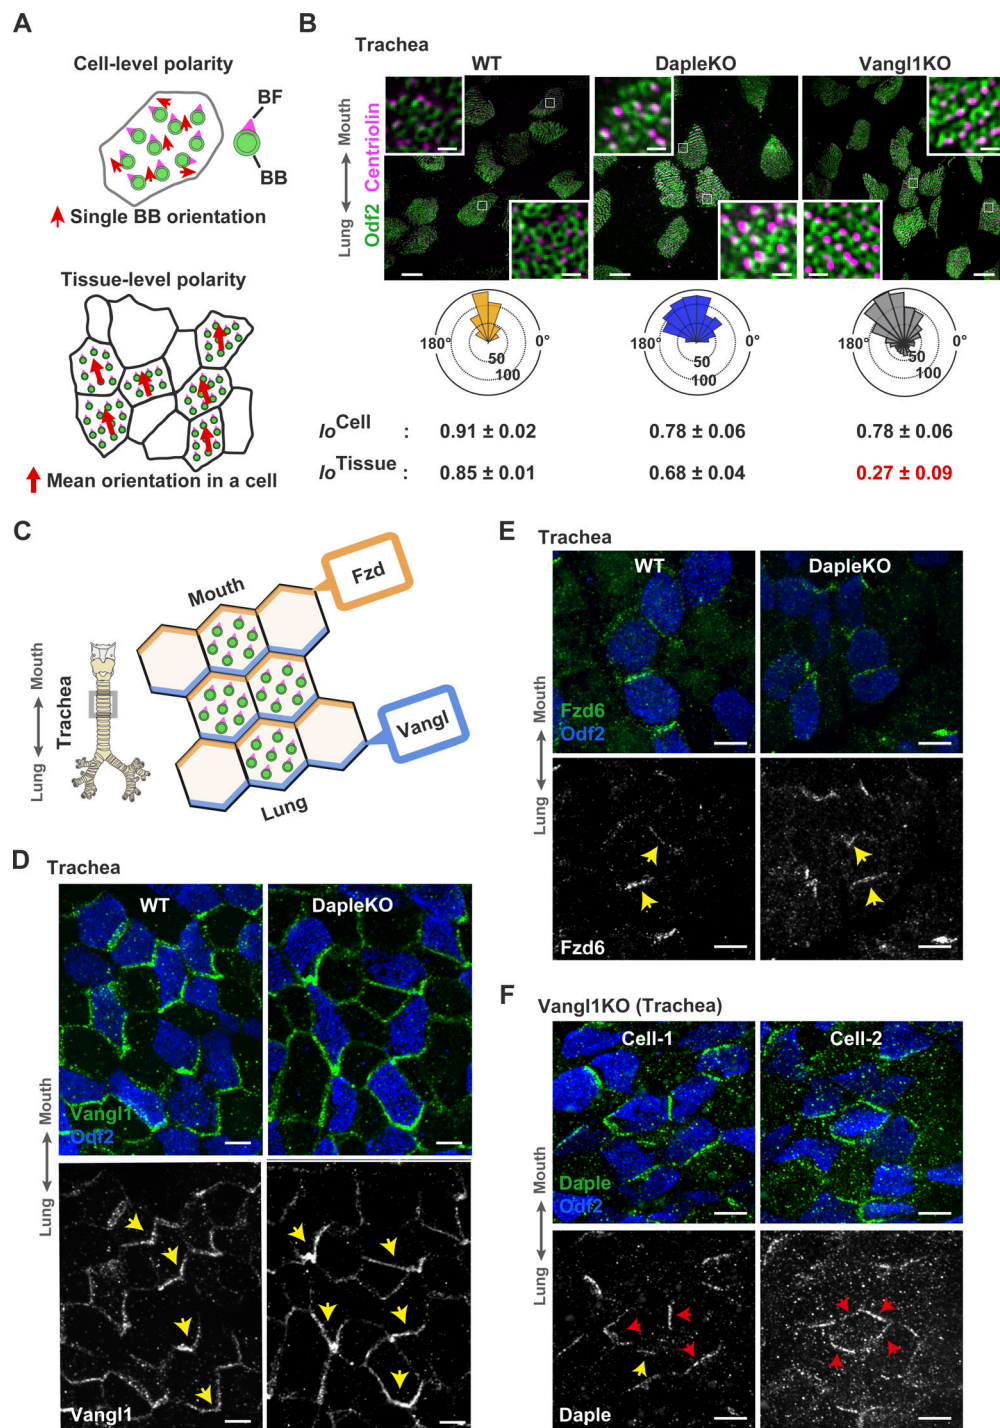 A
Cell-level polarity
BF
BB
Single BB orientation
Tissue-level polarity
Mean orientation in a cell
B
Trachea
WT
DapleKO
Vangl1KO
Lung
Mouth
Odf2 Centriolin
180°
0°
50
100
180°
0°
50
100
180°
0°
50
100
IoCell : 0.91 ± 0.02 0.78 ± 0.06 0.78 ± 0.06
IoTissue : 0.85 ± 0.01 0.68 ± 0.04 0.27 ± 0.09
C
Lung
Mouth
Trachea
Mouth
Fzd
Vangl
Lung
D
Trachea
Lung
Mouth
WT
DapleKO
Vangl1
Odf2
Vangl1
E
Trachea
Lung
Mouth
WT
DapleKO
Fzd6
Odf2
Fzd6
F
Vangl1KO (Trachea)
Lung
Mouth
Cell-1
Cell-2
Daple
Odf2
Daple